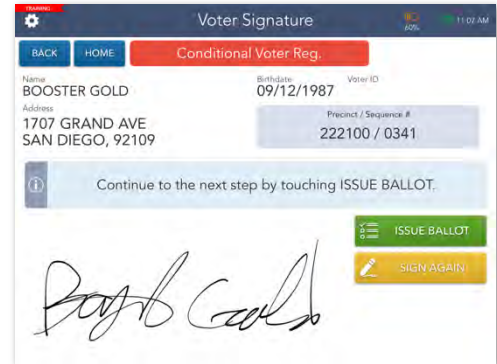 TRAINING
Voter Signature
60%
11:02 AM
BACK
HOME
Conditional Voter Reg.
Name
BOOSTER GOLD
Birthdate
09/12/1987
Voter ID
Address
1707 GRAND AVE
SAN DIEGO, 92109
Precinct / Sequence #
222100 / 0341
Continue to the next step by touching ISSUE BALLOT.
ISSUE BALLOT
SIGN AGAIN